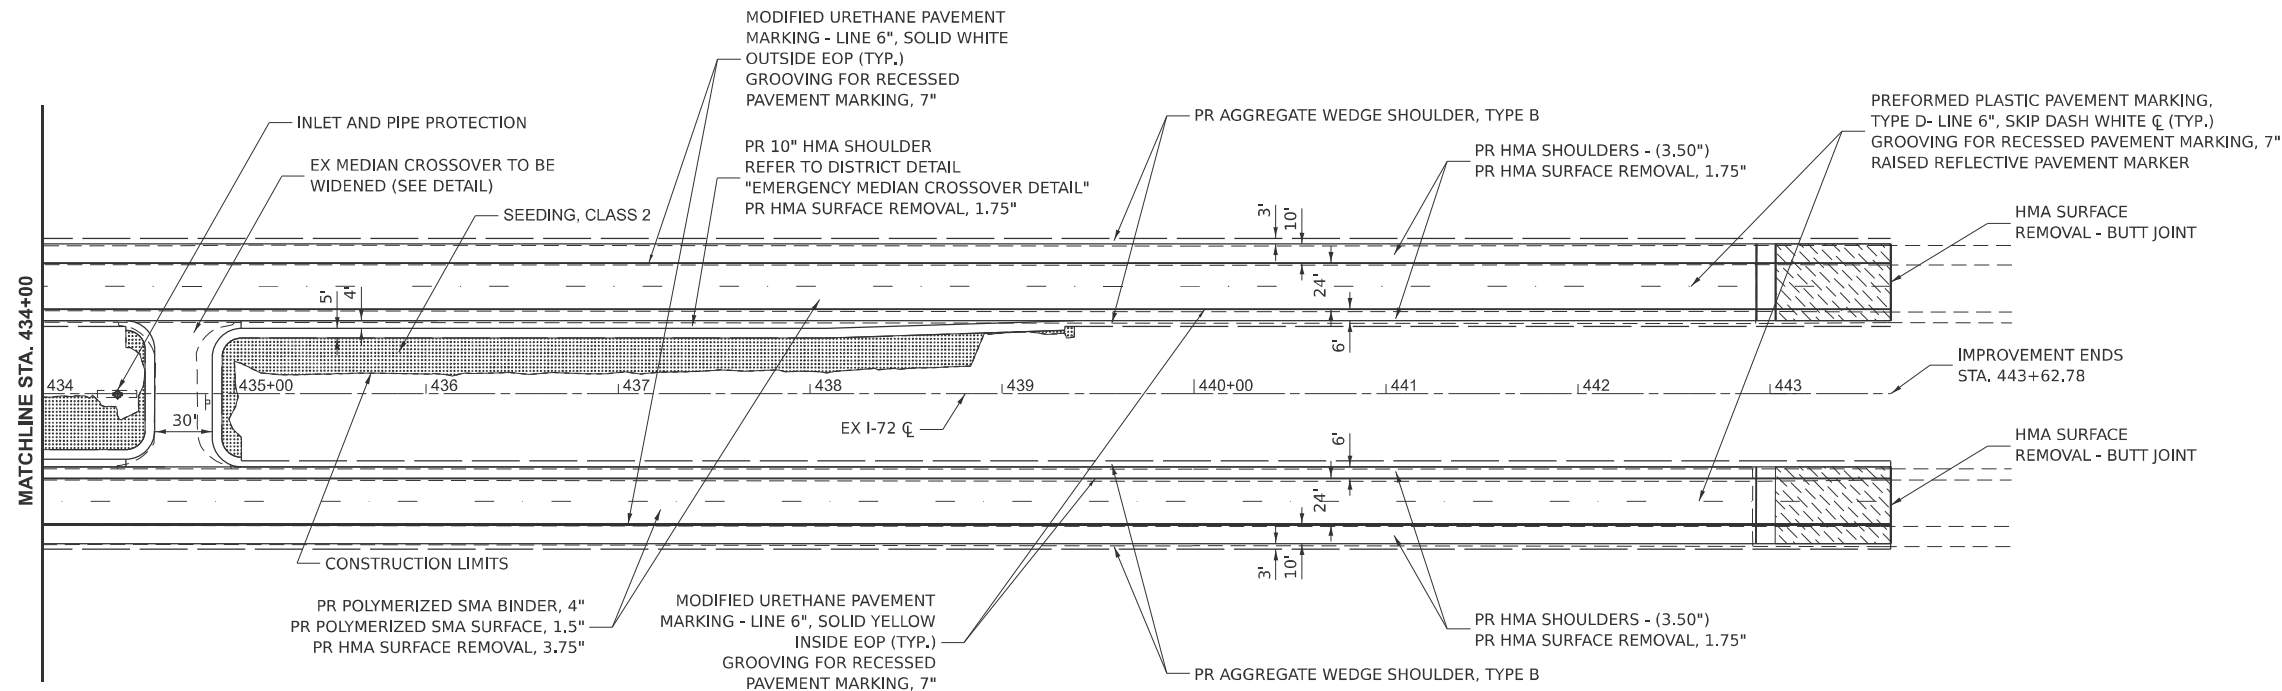 MODIFIED URETHANE PAVEMENT
MARKING - LINE 6", SOLID WHITE
OUTSIDE EOP (TYP.)
GROOVING FOR RECESSED
PAVEMENT MARKING, 7"
INLET AND PIPE PROTECTION
EX MEDIAN CROSSOVER TO BE
WIDENED (SEE DETAIL)
SEEDING, CLASS 2
PR 10" HMA SHOULDER
REFER TO DISTRICT DETAIL
"EMERGENCY MEDIAN CROSSOVER DETAIL"
PR HMA SURFACE REMOVAL, 1.75"
PR AGGREGATE WEDGE SHOULDER, TYPE B
PR HMA SHOULDERS - (3.50")
PR HMA SURFACE REMOVAL, 1.75"
PREFORMED PLASTIC PAVEMENT MARKING,
TYPE D- LINE 6", SKIP DASH WHITE ℄ (TYP.)
GROOVING FOR RECESSED PAVEMENT MARKING, 7"
RAISED REFLECTIVE PAVEMENT MARKER
HMA SURFACE
REMOVAL - BUTT JOINT
3'
10'
24'
6'
5'
4'
MATCHLINE STA. 434+00
434
435+00
436
437
438
439
440+00
441
442
443
IMPROVEMENT ENDS
STA. 443+62.78
30'
EX I-72 ℄
6'
24'
3'
10'
HMA SURFACE
REMOVAL - BUTT JOINT
CONSTRUCTION LIMITS
PR POLYMERIZED SMA BINDER, 4"
PR POLYMERIZED SMA SURFACE, 1.5"
PR HMA SURFACE REMOVAL, 3.75"
MODIFIED URETHANE PAVEMENT
MARKING - LINE 6", SOLID YELLOW
INSIDE EOP (TYP.)
GROOVING FOR RECESSED
PAVEMENT MARKING, 7"
PR HMA SHOULDERS - (3.50")
PR HMA SURFACE REMOVAL, 1.75"
PR AGGREGATE WEDGE SHOULDER, TYPE B